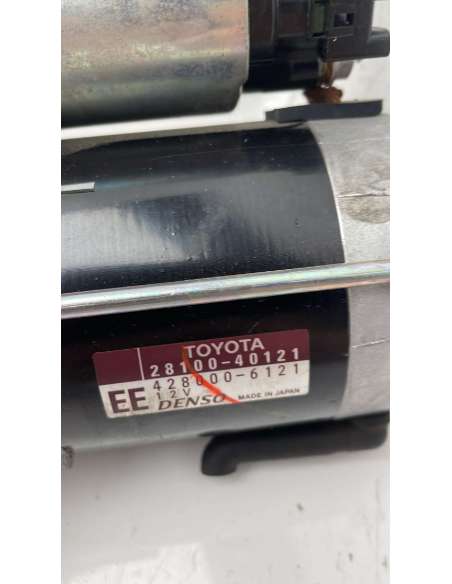 TOYOTA
28100-40121
428000-6121
EE 12V
DENSO MADE IN JAPAN